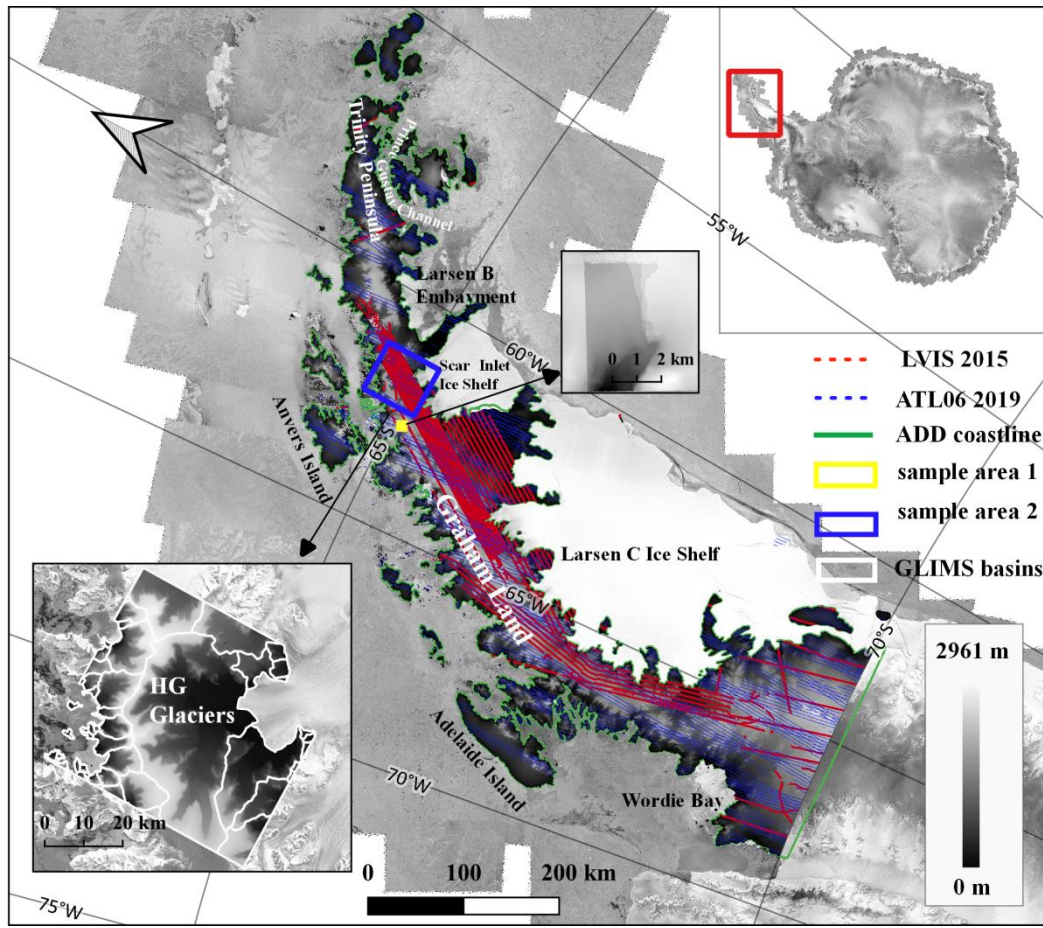 55°W
Trinity Peninsula
Prince
Gustav Channel
Larsen B
Embayment
0 1 2 km
60°W
Scar Inlet
Ice Shelf
LVIS 2015
ATL06 2019
ADD coastline
sample area 1
sample area 2
GLIMS basins
65°S
Anvers Island
Graham Land
Larsen C Ice Shelf
65°W
70°S
2961 m
0 m
HG
Glaciers
0 10 20 km
Adelaide Island
70°W
Wordie Bay
0 100 200 km
75°W